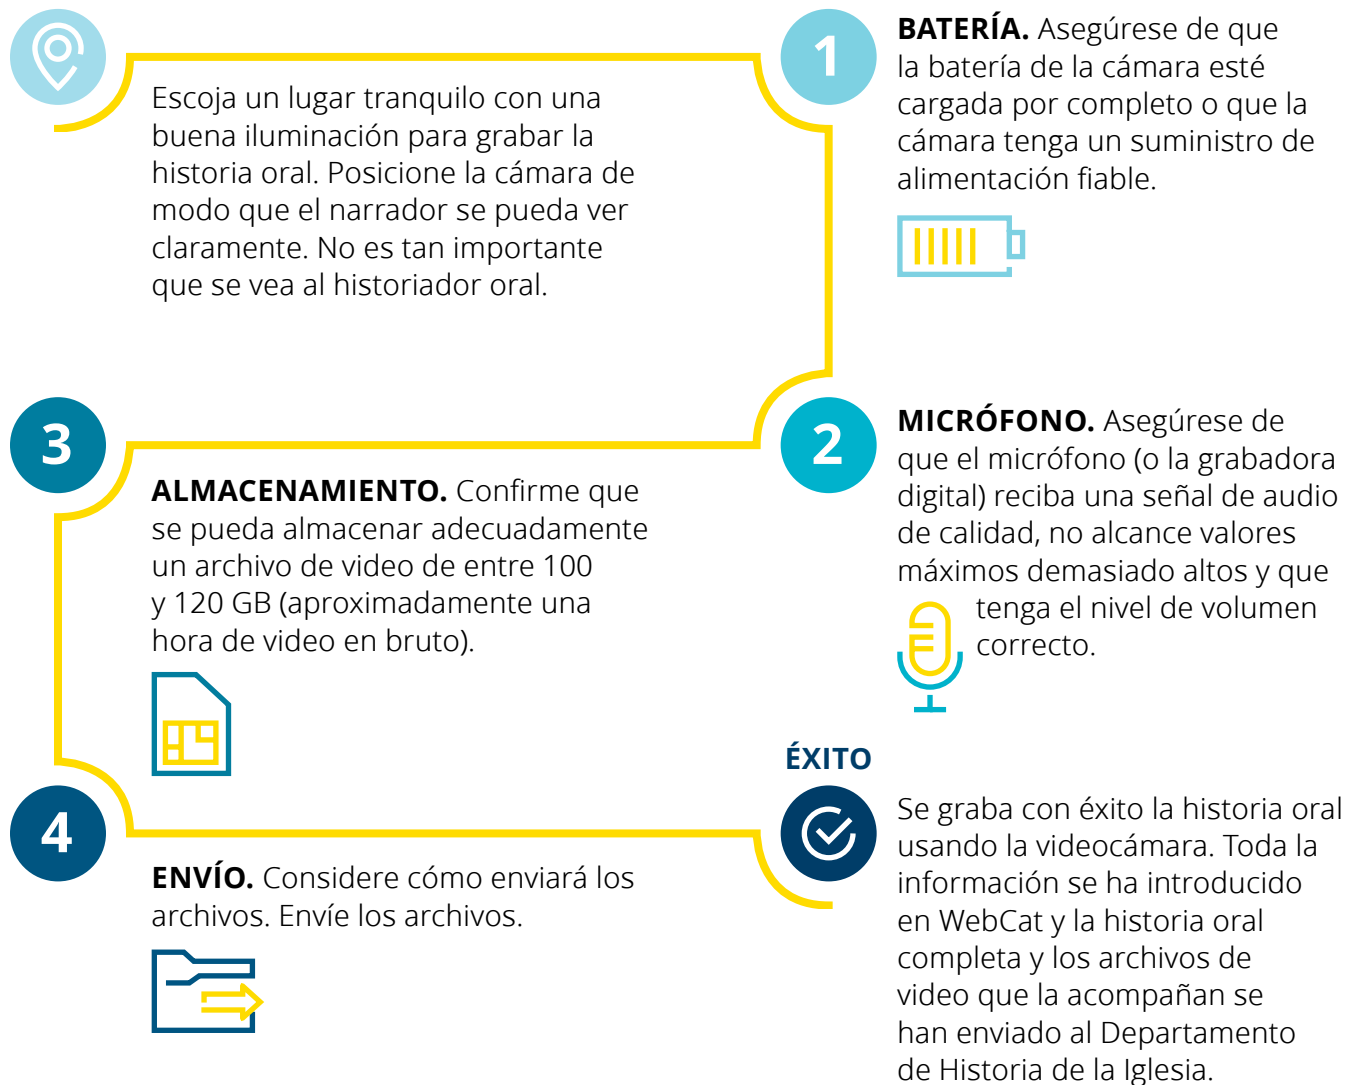 Escoja un lugar tranquilo con una
buena iluminación para grabar la
historia oral. Posicione la cámara de
modo que el narrador se pueda ver
claramente. No es tan importante
que se vea al historiador oral.
1
BATERÍA. Asegúrese de que
la batería de la cámara esté
cargada por completo o que la
cámara tenga un suministro de
alimentación fiable.
2
MICRÓFONO. Asegúrese de
que el micrófono (o la grabadora
digital) reciba una señal de audio
de calidad, no alcance valores
máximos demasiado altos y que
tenga el nivel de volumen
correcto.
3
ALMACENAMIENTO. Confirme que
se pueda almacenar adecuadamente
un archivo de video de entre 100
y 120 GB (aproximadamente una
hora de video en bruto).
4
ENVÍO. Considere cómo enviará los
archivos. Envíe los archivos.
ÉXITO
Se graba con éxito la historia oral
usando la videocámara. Toda la
información se ha introducido
en WebCat y la historia oral
completa y los archivos de
video que la acompañan se
han enviado al Departamento
de Historia de la Iglesia.